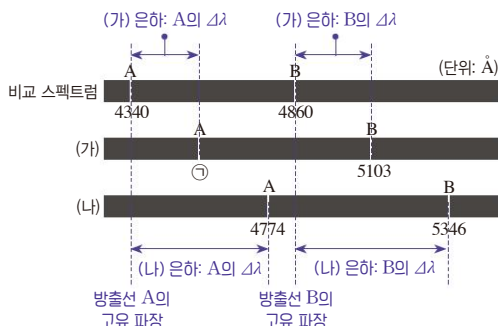 (가) 은하: A의 Δλ (가) 은하: B의 Δλ
A B (단위: Å)
비교 스펙트럼
4340 4860
A B
(가)
㉠ 5103
A B
(나)
4774 5346
(나) 은하: A의 Δλ (나) 은하: B의 Δλ
방출선 A의 방출선 B의
고유 파장 고유 파장